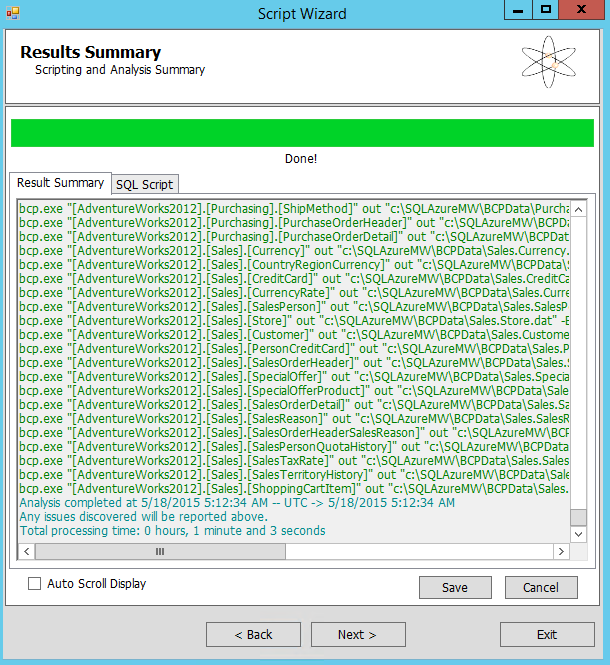 Script Wizard
Results Summary
Scripting and Analysis Summary
Done!
Result Summary
SQL Script
bcp.exe "[AdventureWorks2012].[Purchasing].[ShipMethod]" out "c:\SQLAzureMW\BCPData\Purcha
bcp.exe "[AdventureWorks2012].[Purchasing].[PurchaseOrderHeader]" out "c:\SQLAzureMW\BCPDa
bcp.exe "[AdventureWorks2012].[Purchasing].[PurchaseOrderDetail]" out "c:\SQLAzureMW\BCPDat
bcp.exe "[AdventureWorks2012].[Sales].[Currency]" out "c:\SQLAzureMW\BCPData\Sales.Currency.
bcp.exe "[AdventureWorks2012].[Sales].[CountryRegionCurrency]" out "c:\SQLAzureMW\BCPData\S
bcp.exe "[AdventureWorks2012].[Sales].[CreditCard]" out "c:\SQLAzureMW\BCPData\Sales.CreditCa
bcp.exe "[AdventureWorks2012].[Sales].[CurrencyRate]" out "c:\SQLAzureMW\BCPData\Sales.Curre
bcp.exe "[AdventureWorks2012].[Sales].[SalesPerson]" out "c:\SQLAzureMW\BCPData\Sales.SalesP
bcp.exe "[AdventureWorks2012].[Sales].[Store]" out "c:\SQLAzureMW\BCPData\Sales.Store.dat" -E
bcp.exe "[AdventureWorks2012].[Sales].[Customer]" out "c:\SQLAzureMW\BCPData\Sales.Custome
bcp.exe "[AdventureWorks2012].[Sales].[PersonCreditCard]" out "c:\SQLAzureMW\BCPData\Sales.P
bcp.exe "[AdventureWorks2012].[Sales].[SalesOrderHeader]" out "c:\SQLAzureMW\BCPData\Sales.S
bcp.exe "[AdventureWorks2012].[Sales].[SpecialOffer]" out "c:\SQLAzureMW\BCPData\Sales.Specia
bcp.exe "[AdventureWorks2012].[Sales].[SpecialOfferProduct]" out "c:\SQLAzureMW\BCPData\Sale
bcp.exe "[AdventureWorks2012].[Sales].[SalesOrderDetail]" out "c:\SQLAzureMW\BCPData\Sales.Sa
bcp.exe "[AdventureWorks2012].[Sales].[SalesReason]" out "c:\SQLAzureMW\BCPData\Sales.SalesR
bcp.exe "[AdventureWorks2012].[Sales].[SalesOrderHeaderSalesReason]" out "c:\SQLAzureMW\BCP
bcp.exe "[AdventureWorks2012].[Sales].[SalesPersonQuotaHistory]" out "c:\SQLAzureMW\BCPData
bcp.exe "[AdventureWorks2012].[Sales].[SalesTaxRate]" out "c:\SQLAzureMW\BCPData\Sales.Sales
bcp.exe "[AdventureWorks2012].[Sales].[SalesTerritoryHistory]" out "c:\SQLAzureMW\BCPData\Sal
bcp.exe "[AdventureWorks2012].[Sales].[ShoppingCartItem]" out "c:\SQLAzureMW\BCPData\Sales.
Analysis completed at 5/18/2015 5:12:34 AM -- UTC -> 5/18/2015 5:12:34 AM
Any issues discovered will be reported above.
Total processing time: 0 hours, 1 minute and 3 seconds
Auto Scroll Display
Save
Cancel
< Back
Next >
Exit